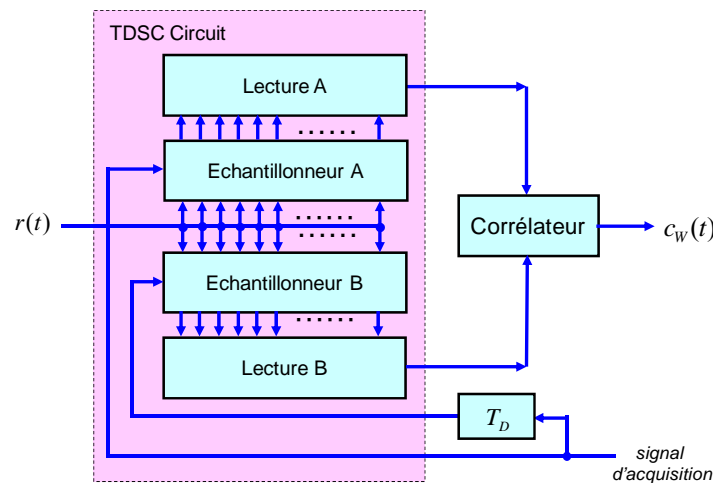 TDSC Circuit
Lecture A
Echantillonneur A
r(t)
Corrélateur
c_W(t)
Echantillonneur B
Lecture B
T_D
signal
d'acquisition